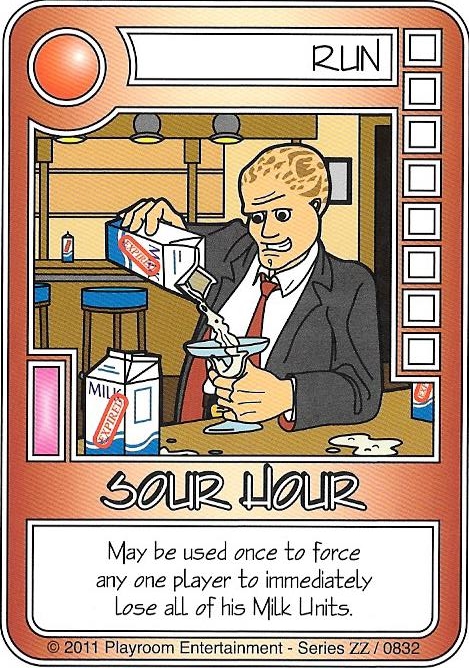 RUN
EXPIRED
MILK
EXPIRED
SOUR HOUR
May be used once to force
any one player to immediately
lose all of his Milk Units.
© 2011 Playroom Entertainment - Series ZZ / 0832